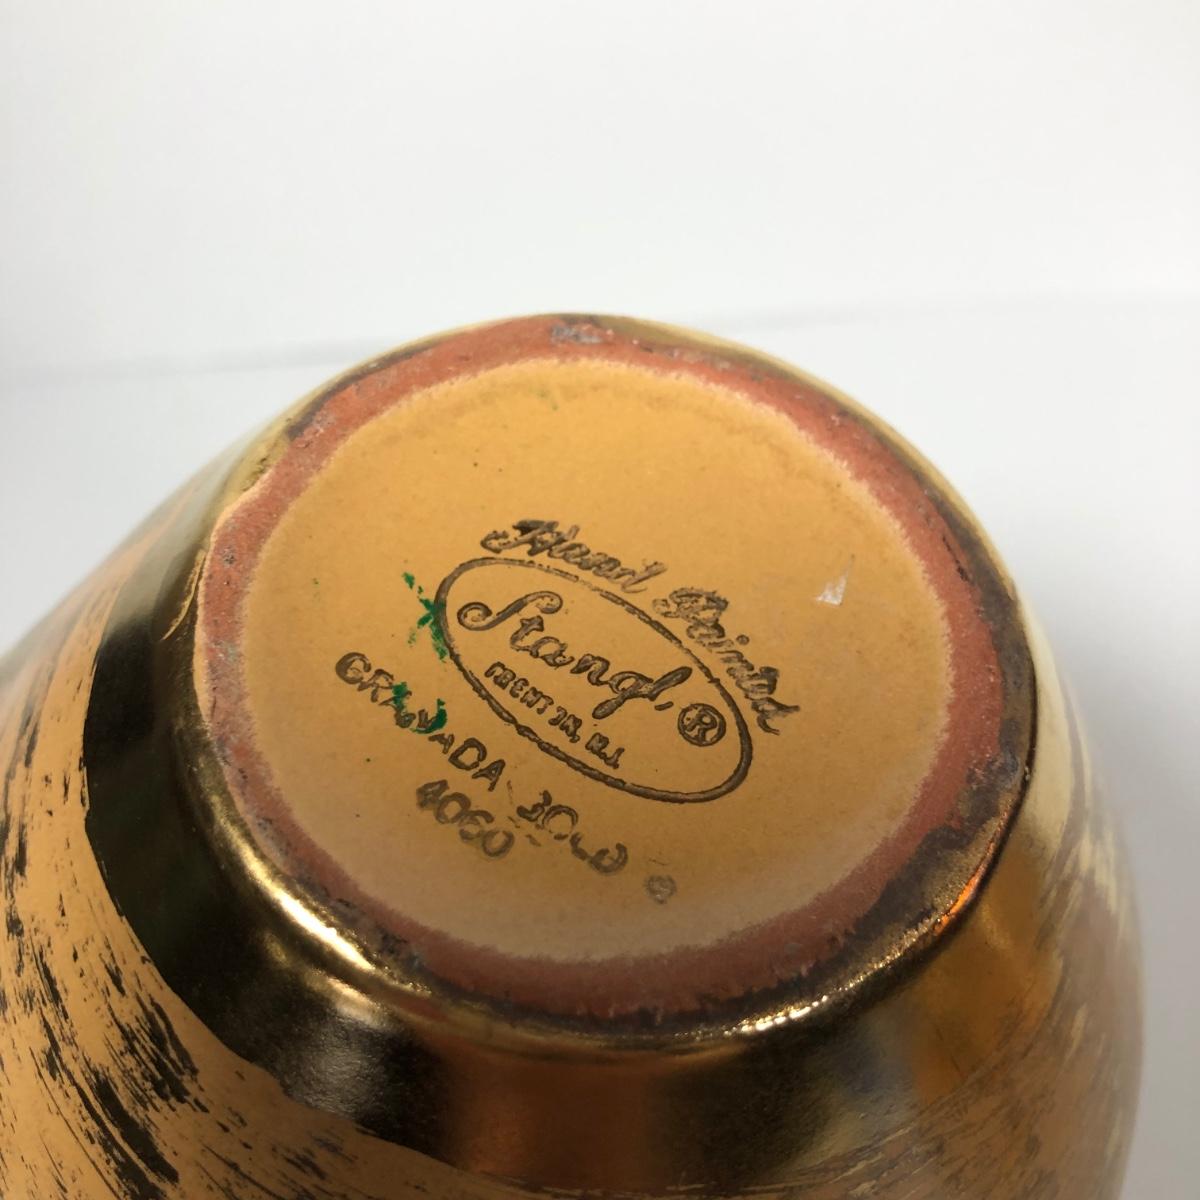 Hand Painted
Stangl ®
TRENTON, N.J.
GRANADA GOLD
4060